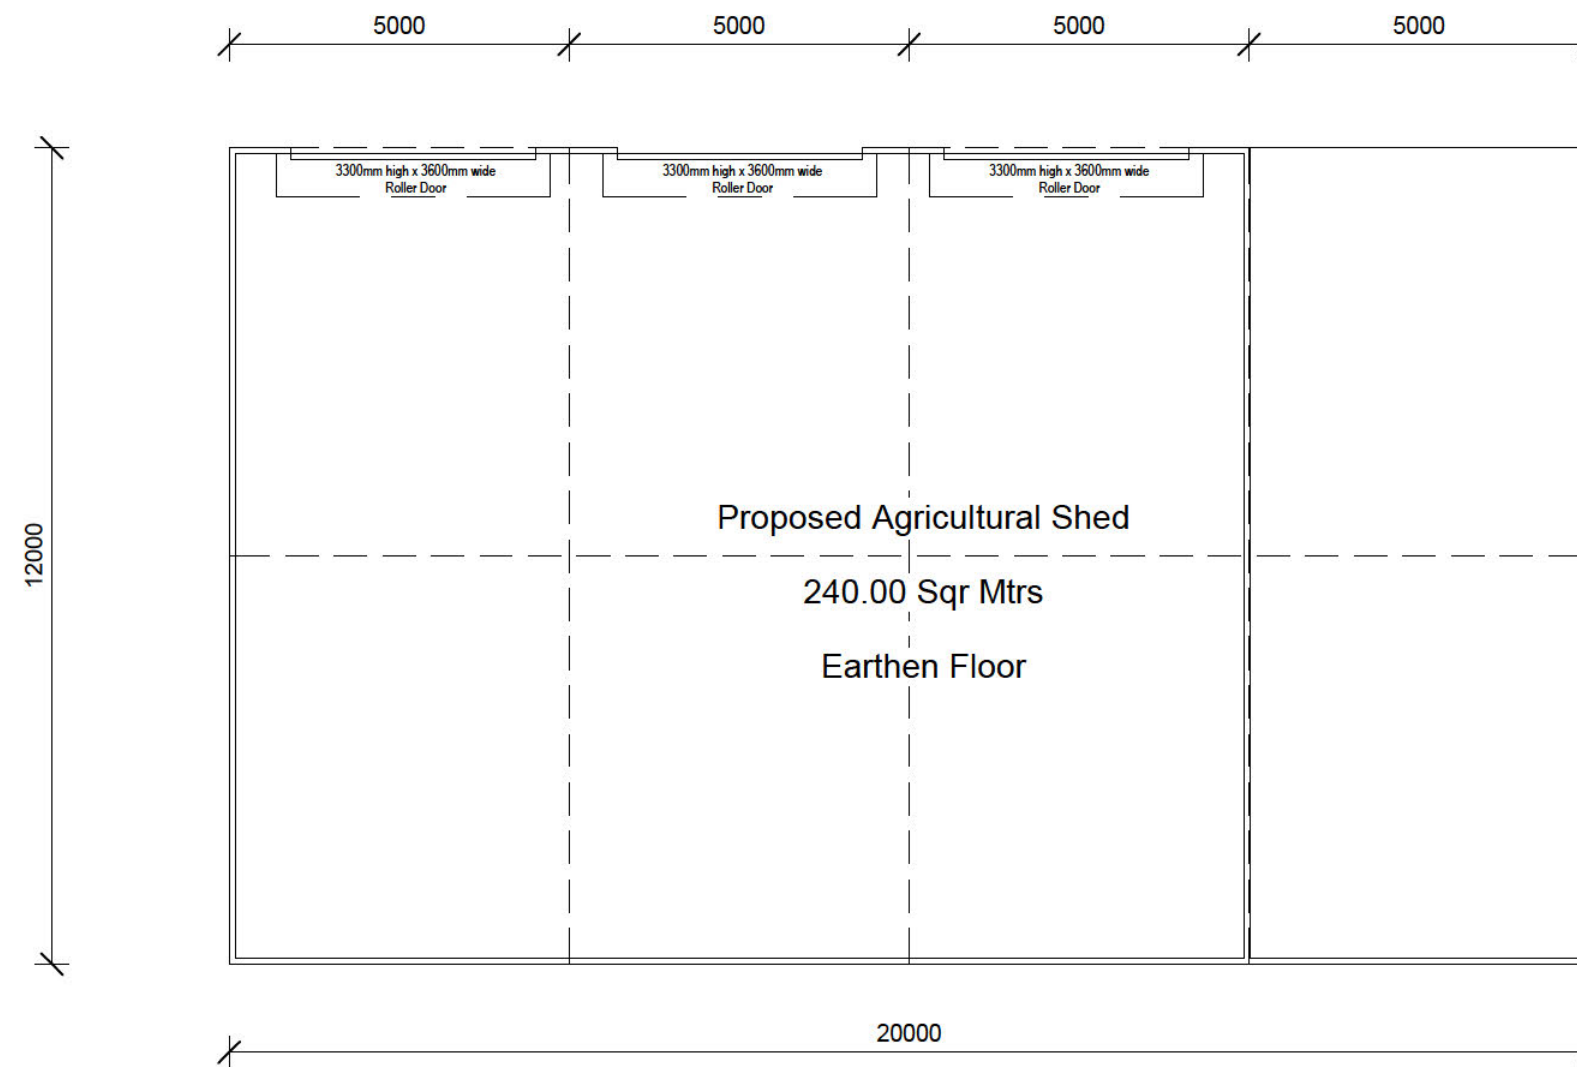 5000
5000
5000
5000
3300mm high x 3600mm wide
Roller Door
3300mm high x 3600mm wide
Roller Door
3300mm high x 3600mm wide
Roller Door
12000
Proposed Agricultural Shed
240.00 Sqr Mtrs
Earthen Floor
20000